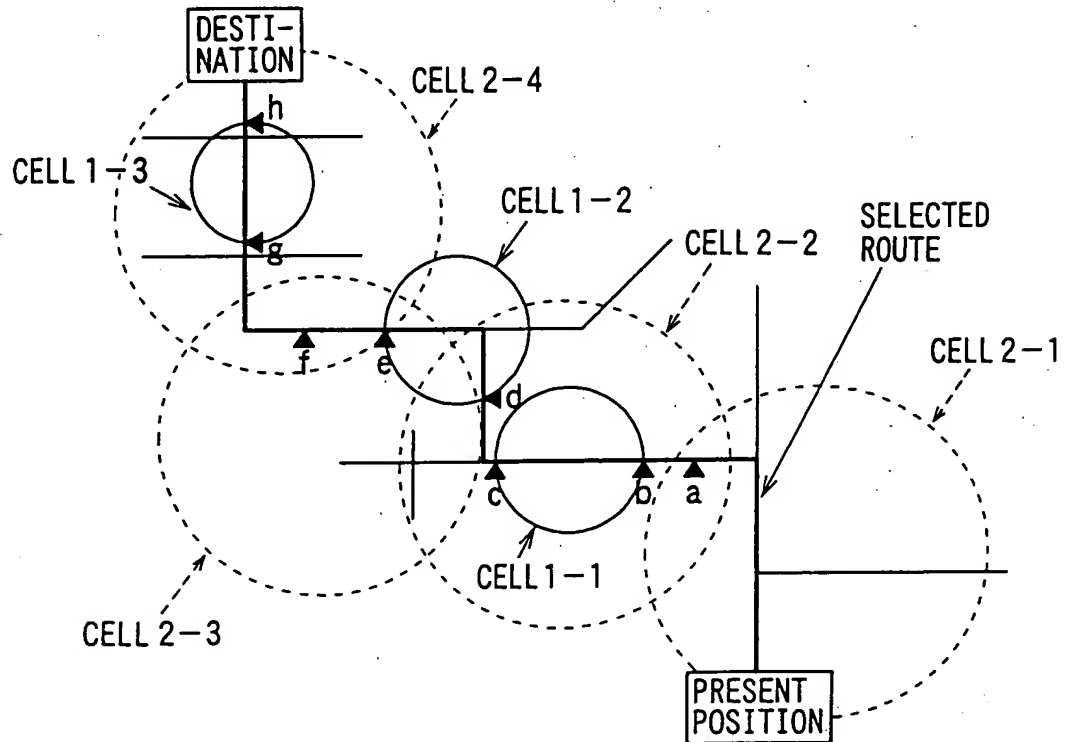 DESTI-
NATION
CELL 2-4
h
CELL 1-3
CELL 1-2
SELECTED
ROUTE
g
CELL 2-2
f
e
CELL 2-1
d
c
b
a
CELL 1-1
CELL 2-3
PRESENT
POSITION